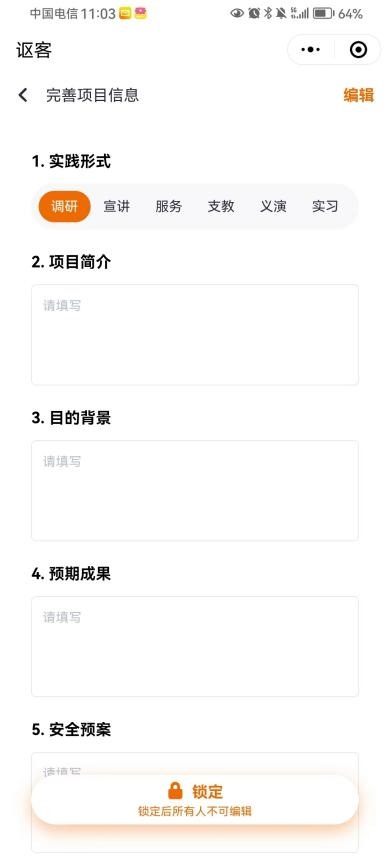 中国电信 11:03 64%
讴客
完善项目信息 编辑
1. 实践形式
调研 宣讲 服务 支教 义演 实习
2. 项目简介
请填写
3. 目的背景
请填写
4. 预期成果
请填写
5. 安全预案
请填写
锁定
锁定后所有人不可编辑